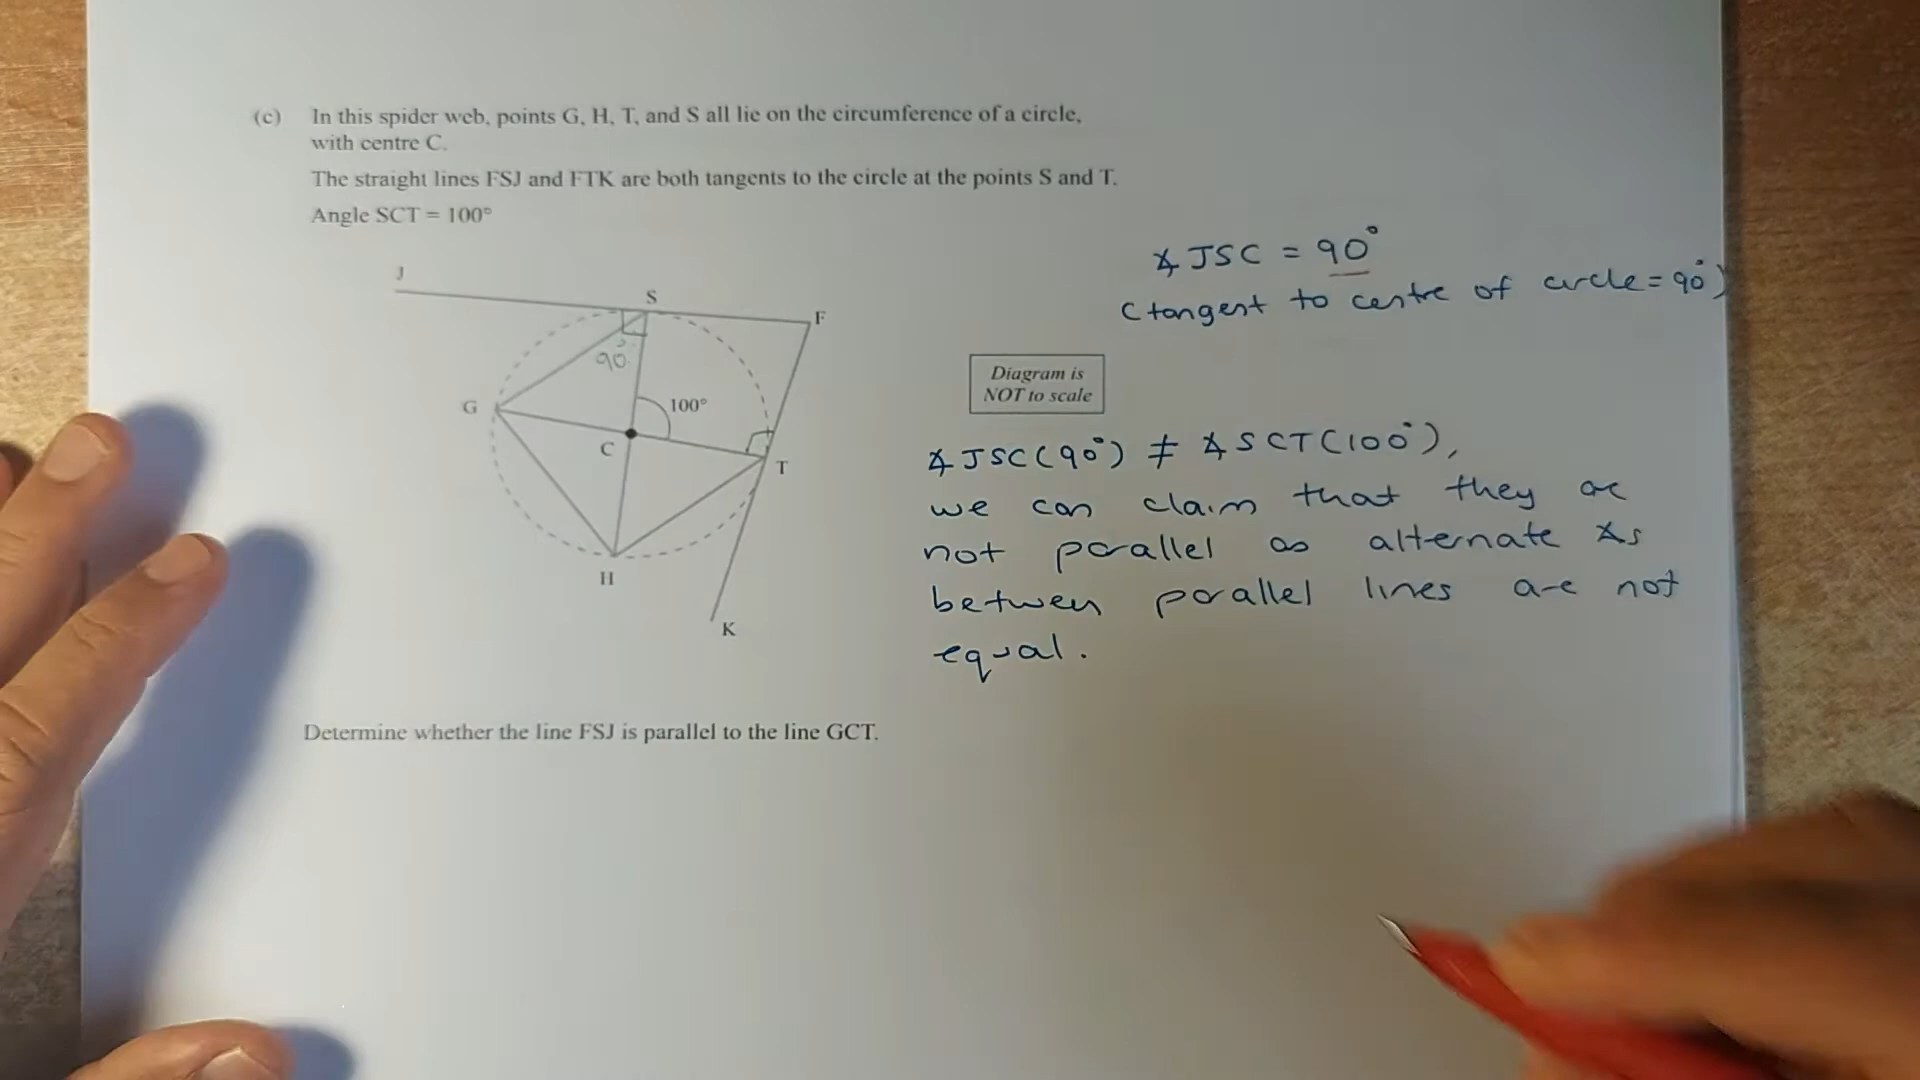 (c) In this spider web, points G, H, T, and S all lie on the circumference of a circle,
with centre C.
The straight lines FSJ and FTK are both tangents to the circle at the points S and T.
Angle SCT = 100°
∡JSC = 90°
(tangent to centre of circle = 90°)
J
S
F
90°
Diagram is
NOT to scale
G
100°
C
T
H
K
∡JSC(90°) ≠ ∡SCT(100°),
we can claim that they are
not parallel as alternate ∡s
between parallel lines are not
equal.
Determine whether the line FSJ is parallel to the line GCT.